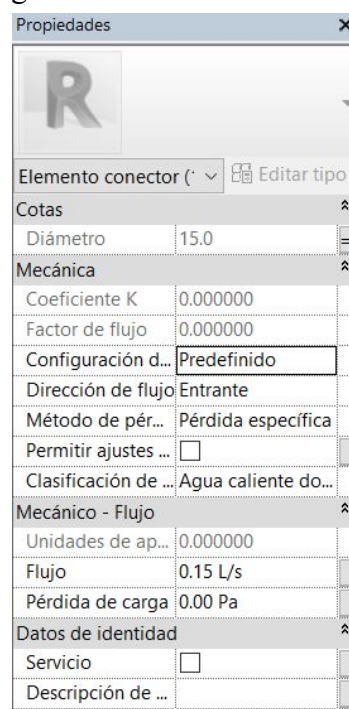 Propiedades
R
Elemento conector (1 Editar tipo
Cotas
Diámetro 15.0 =
Mecánica
Coeficiente K 0.000000
Factor de flujo 0.000000
Configuración d... Predefinido
Dirección de flujo Entrante
Método de pér... Pérdida específica
Permitir ajustes ...
Clasificación de ... Agua caliente do...
Mecánico - Flujo
Unidades de ap... 0.000000
Flujo 0.15 L/s
Pérdida de carga 0.00 Pa
Datos de identidad
Servicio
Descripción de ...